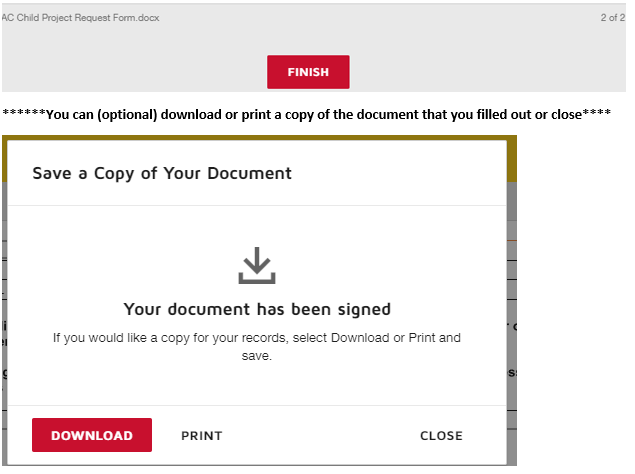 AC Child Project Request Form.docx 2 of 2
FINISH
******You can (optional) download or print a copy of the document that you filled out or close****
Save a Copy of Your Document
Your document has been signed
If you would like a copy for your records, select Download or Print and
save.
DOWNLOAD PRINT CLOSE